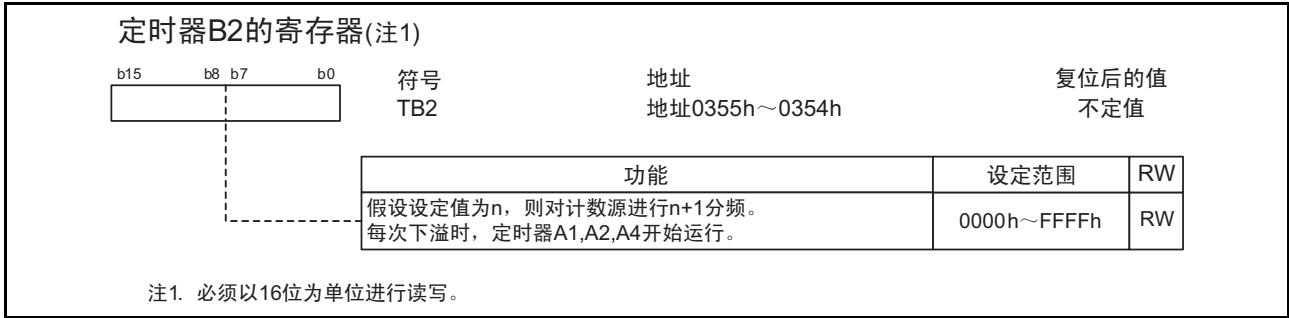 定时器B2的寄存器(注1)
b15 b8 b7 b0
符号 地址 复位后的值
TB2 地址0355h～0354h 不定值
功能 设定范围 RW
假设设定值为n，则对计数源进行n+1分频。
每次下溢时，定时器A1,A2,A4开始运行。
0000h～FFFFh RW
注1. 必须以16位为单位进行读写。